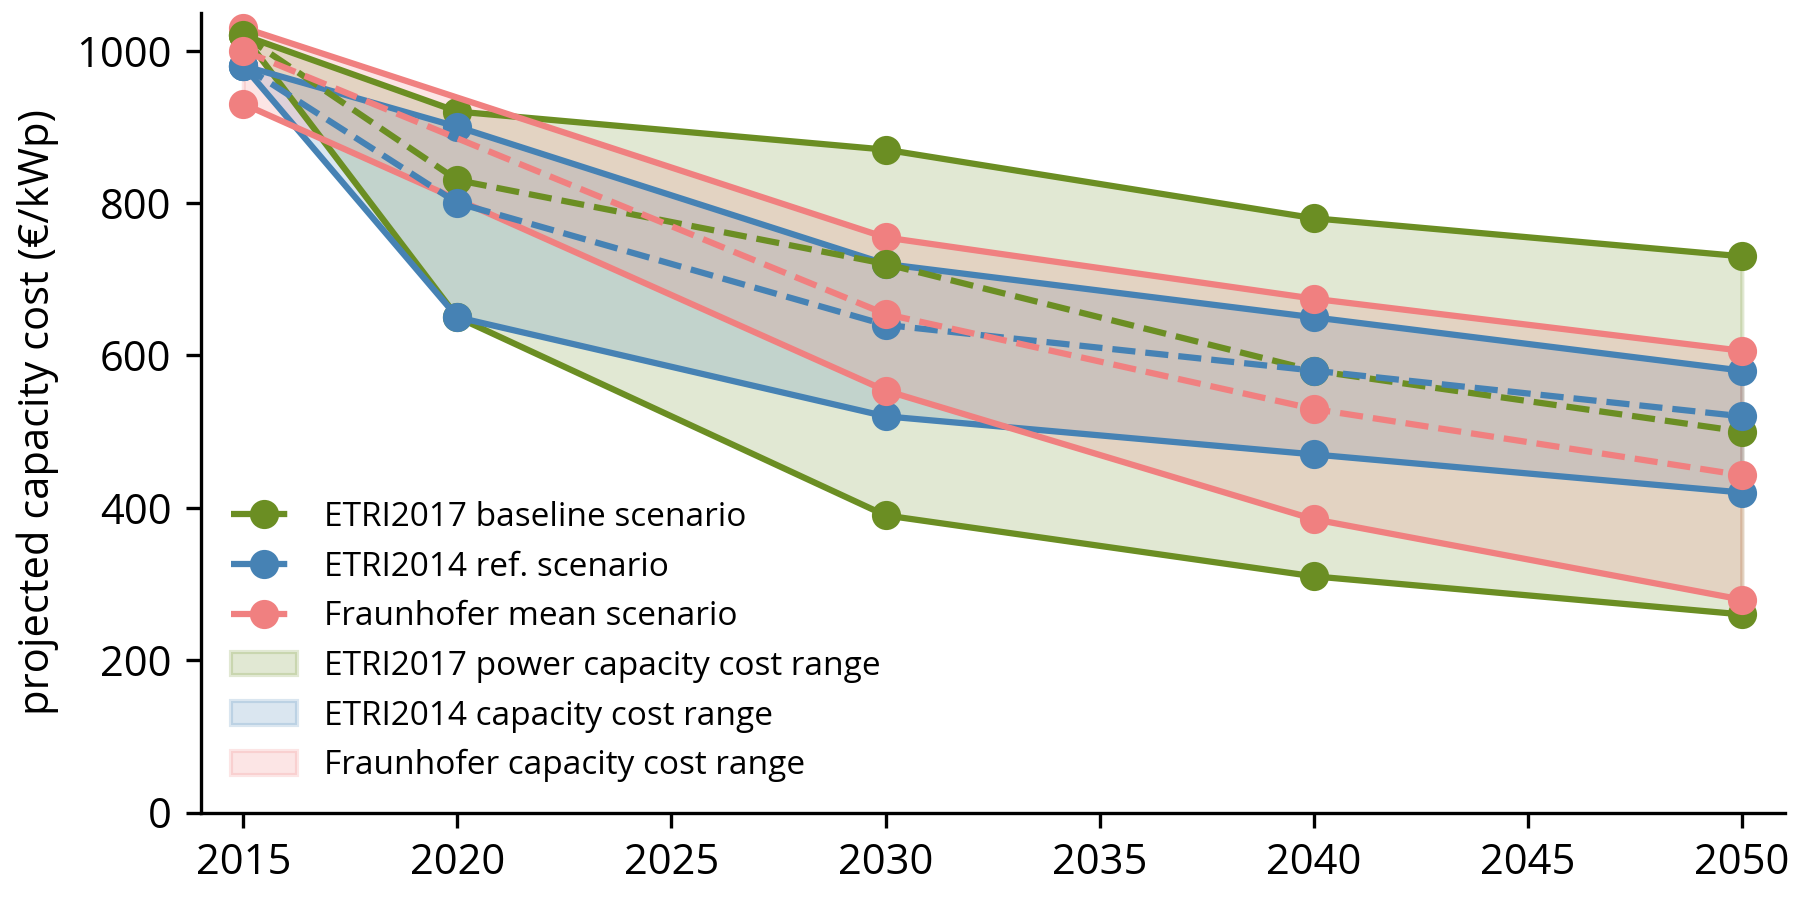 projected capacity cost (€/kWp)
1000
800
600
400
200
0
ETRI2017 baseline scenario
ETRI2014 ref. scenario
Fraunhofer mean scenario
ETRI2017 power capacity cost range
ETRI2014 capacity cost range
Fraunhofer capacity cost range
2015 2020 2025 2030 2035 2040 2045 2050